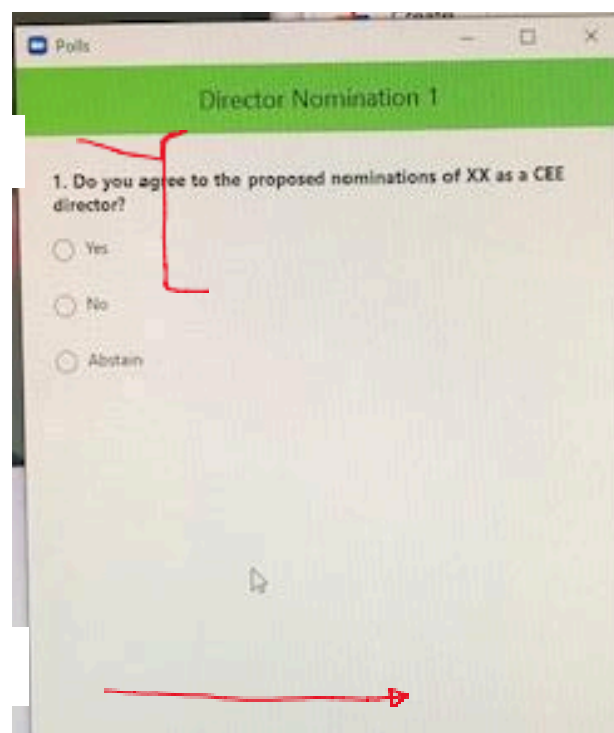 Create
Polls
Director Nomination 1
1. Do you agree to the proposed nominations of XX as a CEE
director?
Yes
No
Abstain